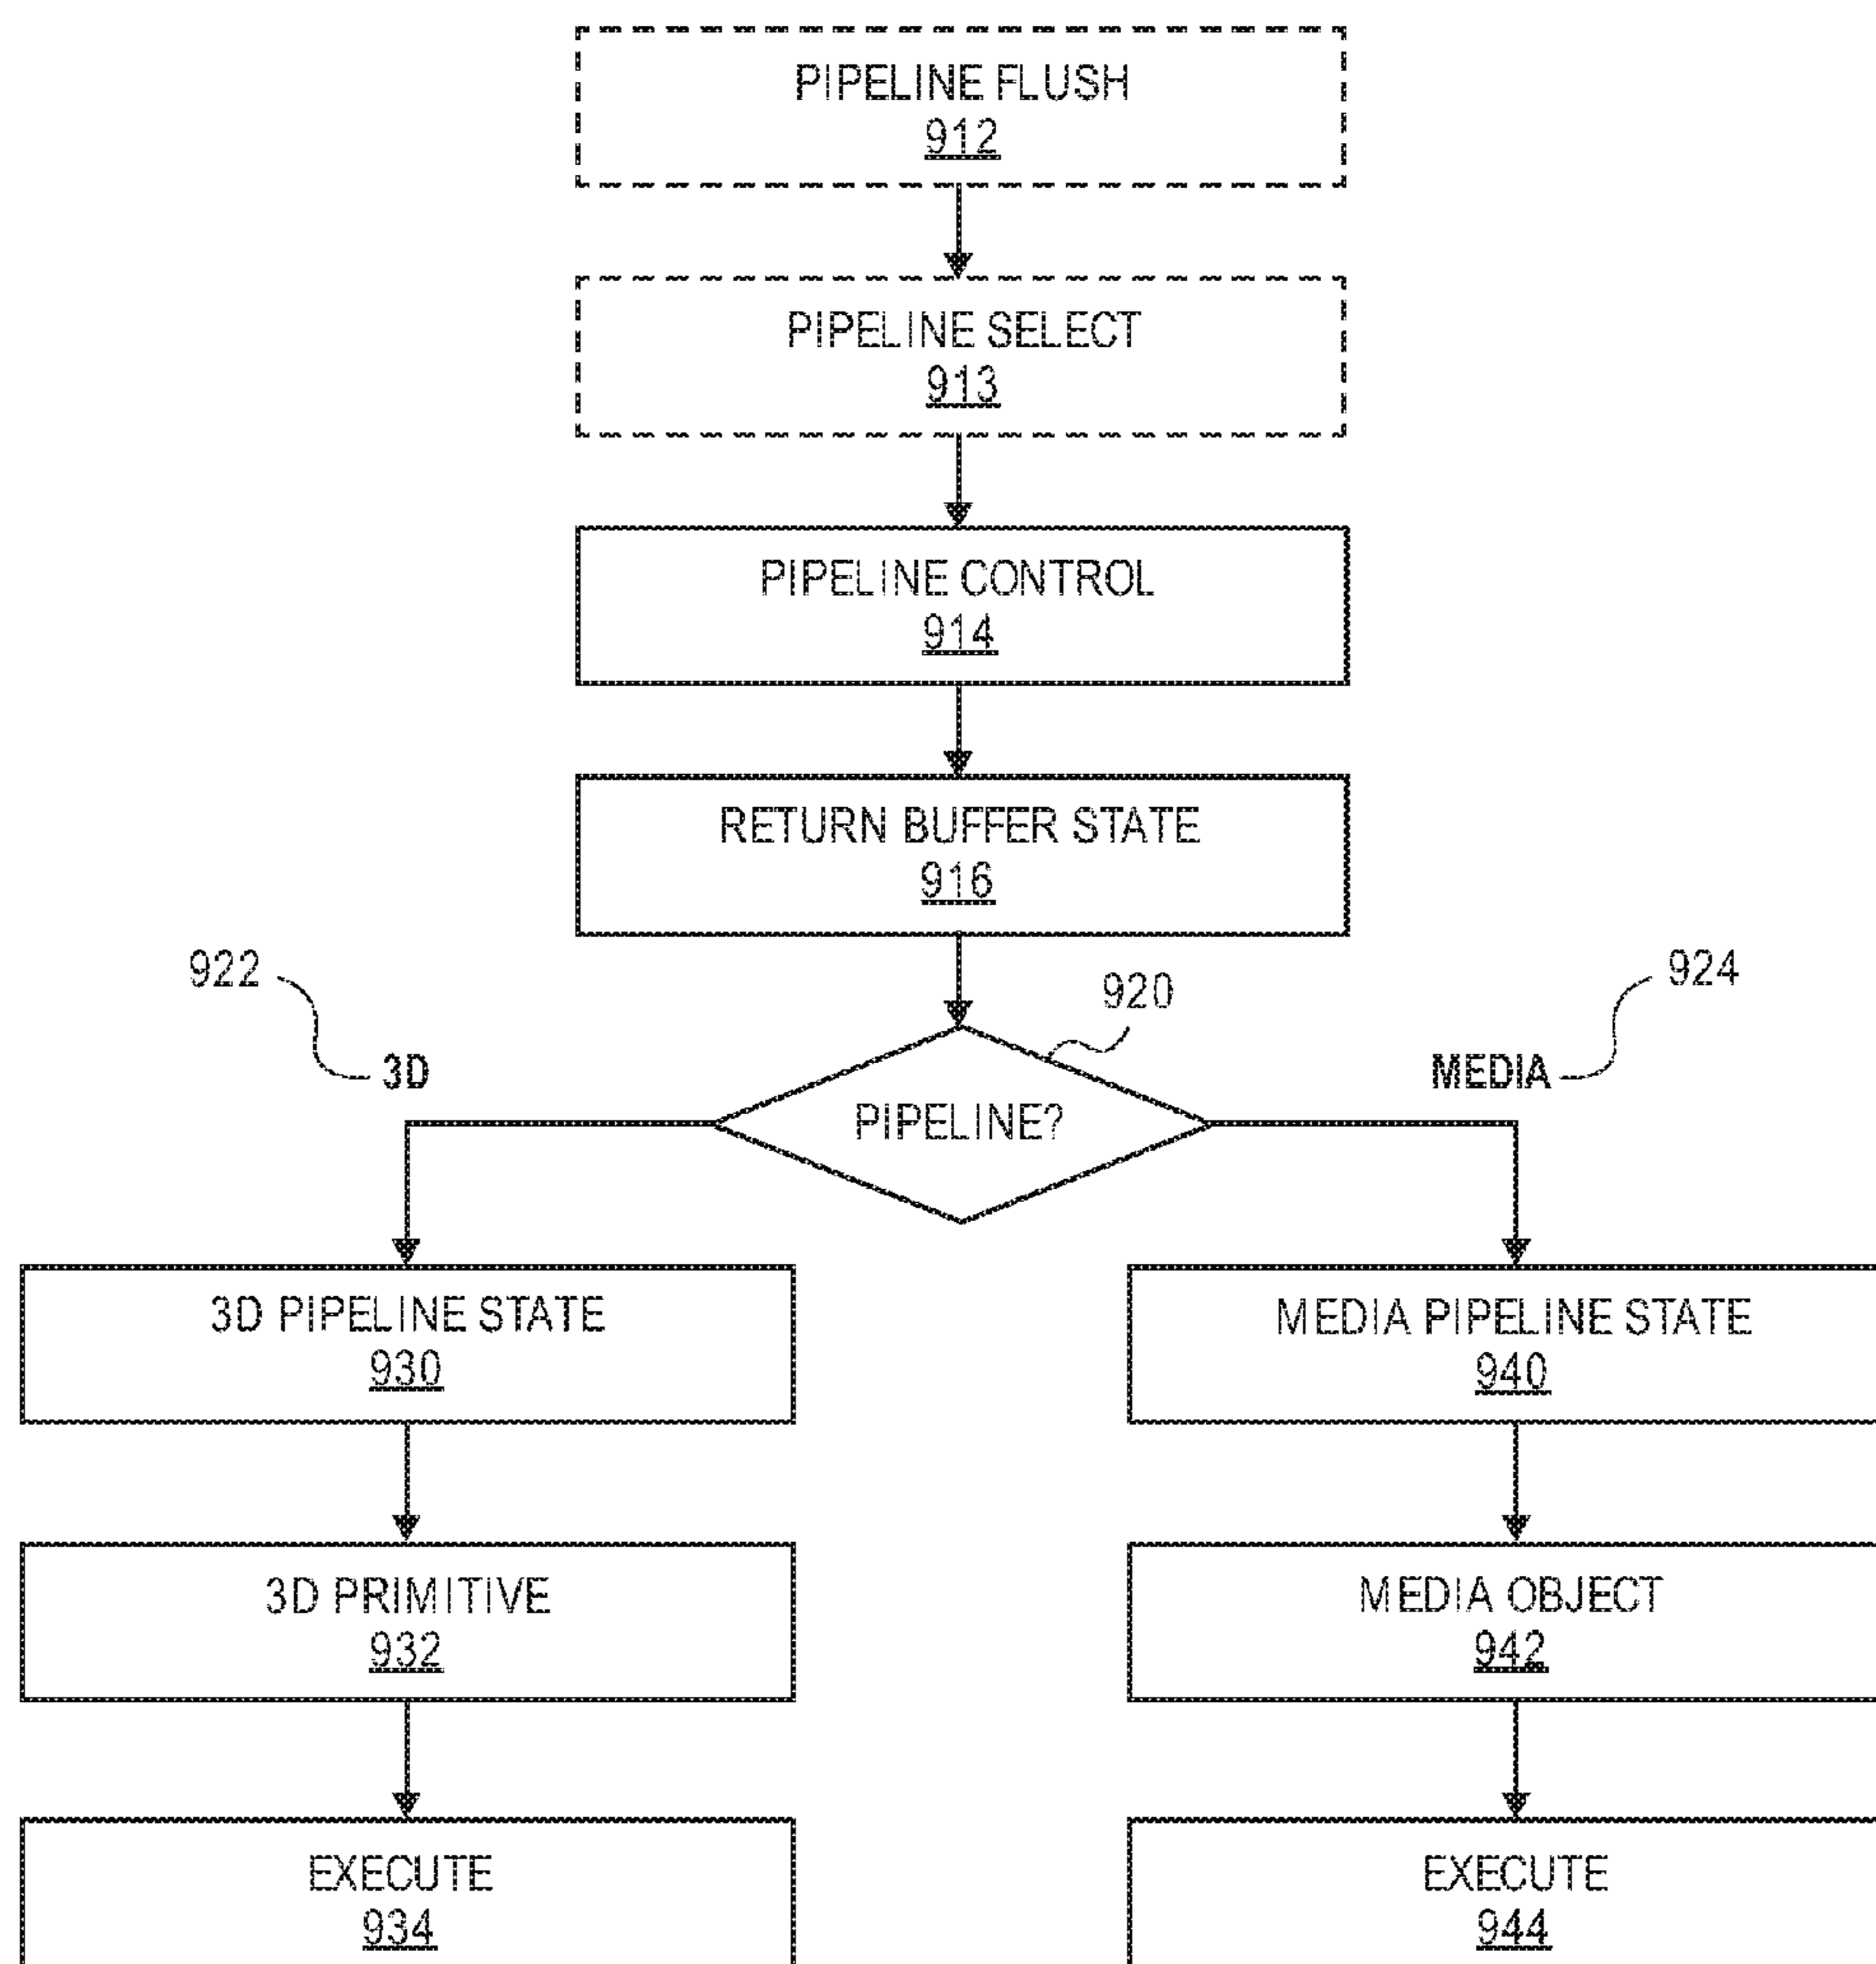 PIPELINE FLUSH
912
PIPELINE SELECT
913
PIPELINE CONTROL
914
RETURN BUFFER STATE
916
922
920
924
3D
MEDIA
PIPELINE?
3D PIPELINE STATE
930
MEDIA PIPELINE STATE
940
3D PRIMITIVE
932
MEDIA OBJECT
942
EXECUTE
934
EXECUTE
944